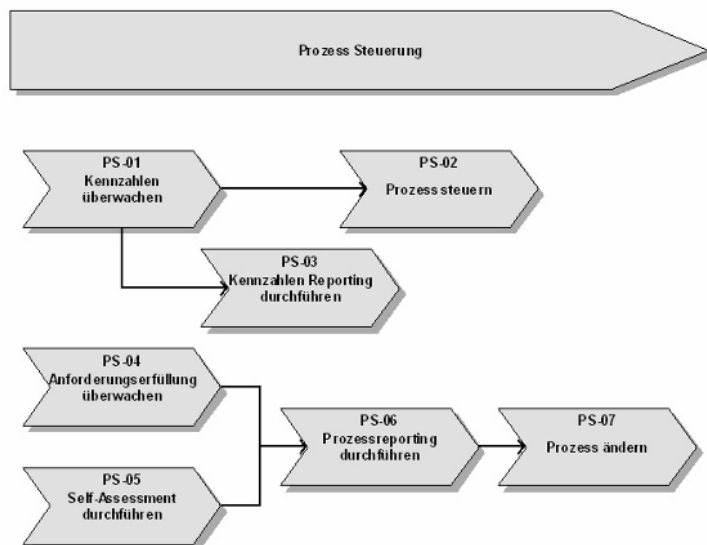 Prozess Steuerung
PS-01
Kennzahlen
überwachen
PS-02
Prozess steuern
PS-03
Kennzahlen Reporting
durchführen
PS-04
Anforderungserfüllung
überwachen
PS-05
Self-Assessment
durchführen
PS-06
Prozessreporting
durchführen
PS-07
Prozess ändern